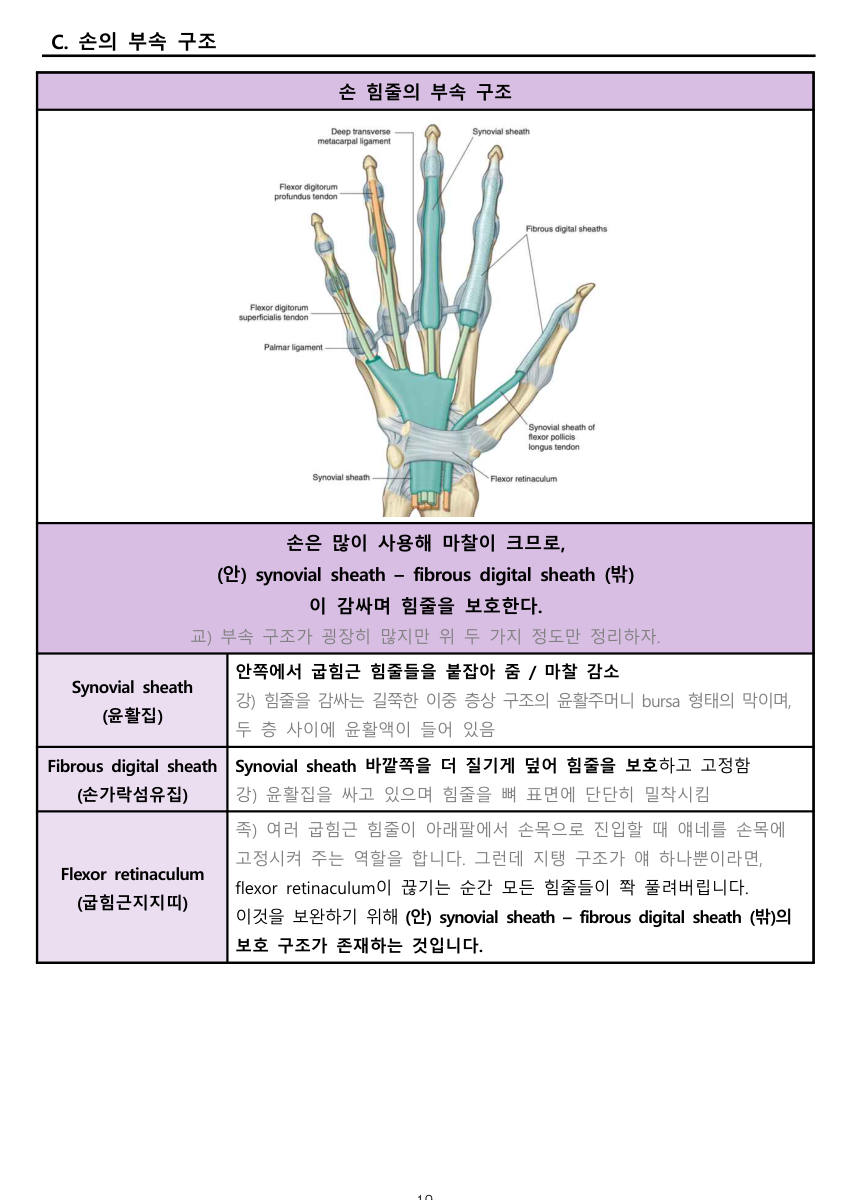 C. 손의 부속 구조
손 힘줄의 부속 구조
Deep transverse
metacarpal ligament
Synovial sheath
Flexor digitorum
profundus tendon
Fibrous digital sheaths
Flexor digitorum
superficialis tendon
Palmar ligament
Synovial sheath of
flexor pollicis
longus tendon
Synovial sheath
Flexor retinaculum
손은 많이 사용해 마찰이 크므로,
(안) synovial sheath – fibrous digital sheath (밖)
이 감싸며 힘줄을 보호한다.
교) 부속 구조가 굉장히 많지만 위 두 가지 정도만 정리하자.
Synovial sheath
(윤활집)
안쪽에서 굽힘근 힘줄들을 붙잡아 줌 / 마찰 감소
강) 힘줄을 감싸는 길쭉한 이중 층상 구조의 윤활주머니 bursa 형태의 막이며,
두 층 사이에 윤활액이 들어 있음
Fibrous digital sheath
(손가락섬유집)
Synovial sheath 바깥쪽을 더 질기게 덮어 힘줄을 보호하고 고정함
강) 윤활집을 싸고 있으며 힘줄을 뼈 표면에 단단히 밀착시킴
Flexor retinaculum
(굽힘근지지띠)
족) 여러 굽힘근 힘줄이 아래팔에서 손목으로 진입할 때 얘네를 손목에
고정시켜 주는 역할을 합니다. 그런데 지탱 구조가 얘 하나뿐이라면,
flexor retinaculum이 끊기는 순간 모든 힘줄들이 쫙 풀려버립니다.
이것을 보완하기 위해 (안) synovial sheath – fibrous digital sheath (밖)의
보호 구조가 존재하는 것입니다.